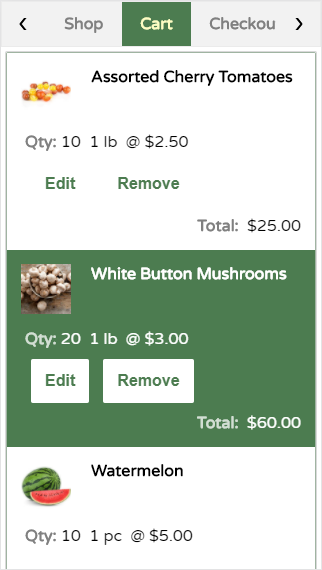 ‹ Shop Cart Checkou ›
Assorted Cherry Tomatoes
Qty: 10 1 lb @ $2.50
Edit Remove
Total: $25.00
White Button Mushrooms
Qty: 20 1 lb @ $3.00
Edit Remove
Total: $60.00
Watermelon
Qty: 10 1 pc @ $5.00